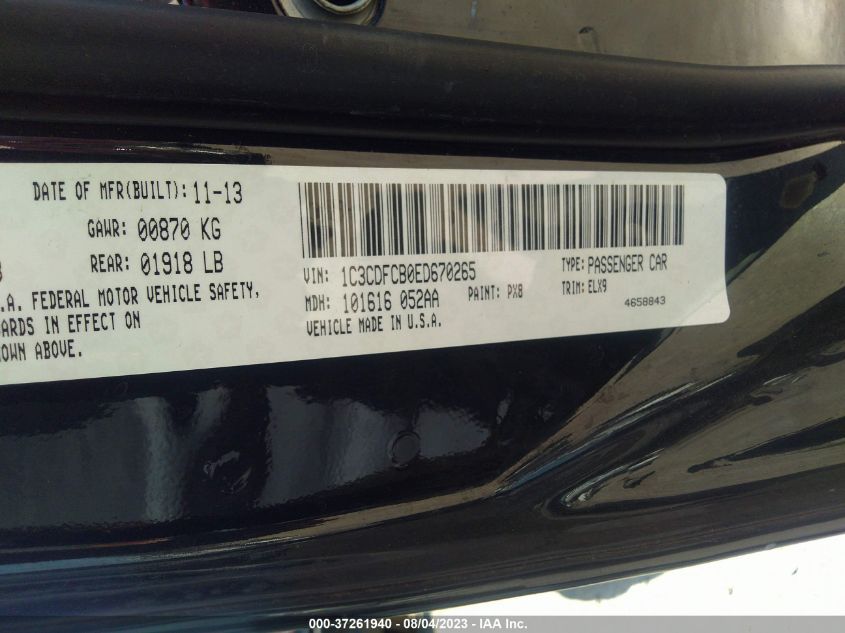 DATE OF MFR(BUILT): 11-13
GAWR: 00870 KG
REAR: 01918 LB
.A. FEDERAL MOTOR VEHICLE SAFETY,
ARDS IN EFFECT ON
OWN ABOVE.
VIN: 1C3CDFCB0ED670265
TYPE: PASSENGER CAR
MDH: 101616 052AA
PAINT: PX8
TRIM: ELX9
VEHICLE MADE IN U.S.A.
4658843
000-37261940 - 08/04/2023 - © IAA Inc.